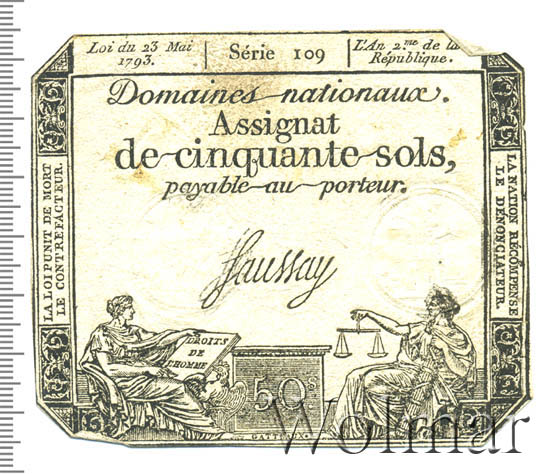 Loi du 23 Mai
1793.
Série 109
L'An 2.me de la
République.
Domaines nationaux.
Assignat
de cinquante sols,
payable au porteur.
Saussay
LA LOI PUNIT DE MORT
LE CONTREFACTEUR.
LA NATION RÉCOMPENSE
LE DÉNONCIATEUR.
DROITS
DE
L'HOMME
50s
GATTEAUX
Wolmar